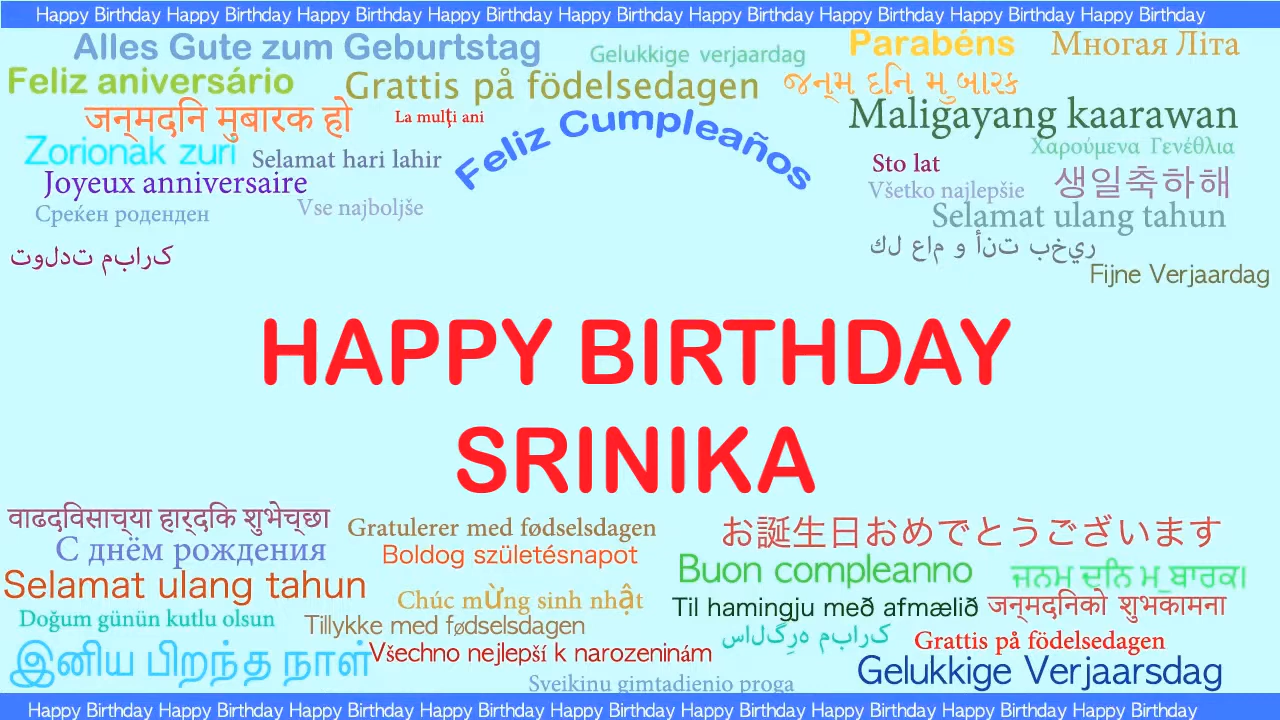 Happy Birthday Happy Birthday Happy Birthday Happy Birthday Happy Birthday Happy Birthday Happy Birthday Happy Birthday Happy Birthday
Alles Gute zum Geburtstag
Gelukkige verjaardag
Parabéns
Многая Літа
Feliz aniversário
Grattis på födelsedagen
જન્મ દિન મુબારક
जन्मदिन मुबारक हो
La mulţi ani
Feliz Cumpleaños
Maligayang kaarawan
Zorionak zuri
Selamat hari lahir
Sto lat
Χαρούμενα Γενέθλια
Joyeux anniversaire
Všetko najlepšie
생일축하해
Среќен роденден
Vse najboljše
Selamat ulang tahun
تولدت مبارک
كل عام و أنت بخير
Fijne Verjaardag
HAPPY BIRTHDAY
SRINIKA
वाढदिवसाच्या हार्दिक शुभेच्छा
Gratulerer med fødselsdagen
お誕生日おめでとうございます
С днём рождения
Boldog születésnapot
Buon compleanno
ਜਨਮ ਦਿਨ ਮੁਬਾਰਕ।
Selamat ulang tahun
Chúc mừng sinh nhật
Til hamingju með afmælið
जन्मदिनको शुभकामना
Doğum günün kutlu olsun
Tillykke med fødselsdagen
سالگرہ مبارک
Grattis på födelsedagen
இனிய பிறந்த நாள்
Všechno nejlepší k narozeninám
Gelukkige Verjaarsdag
Sveikinu gimtadienio proga
Happy Birthday Happy Birthday Happy Birthday Happy Birthday Happy Birthday Happy Birthday Happy Birthday Happy Birthday Happy Birthday